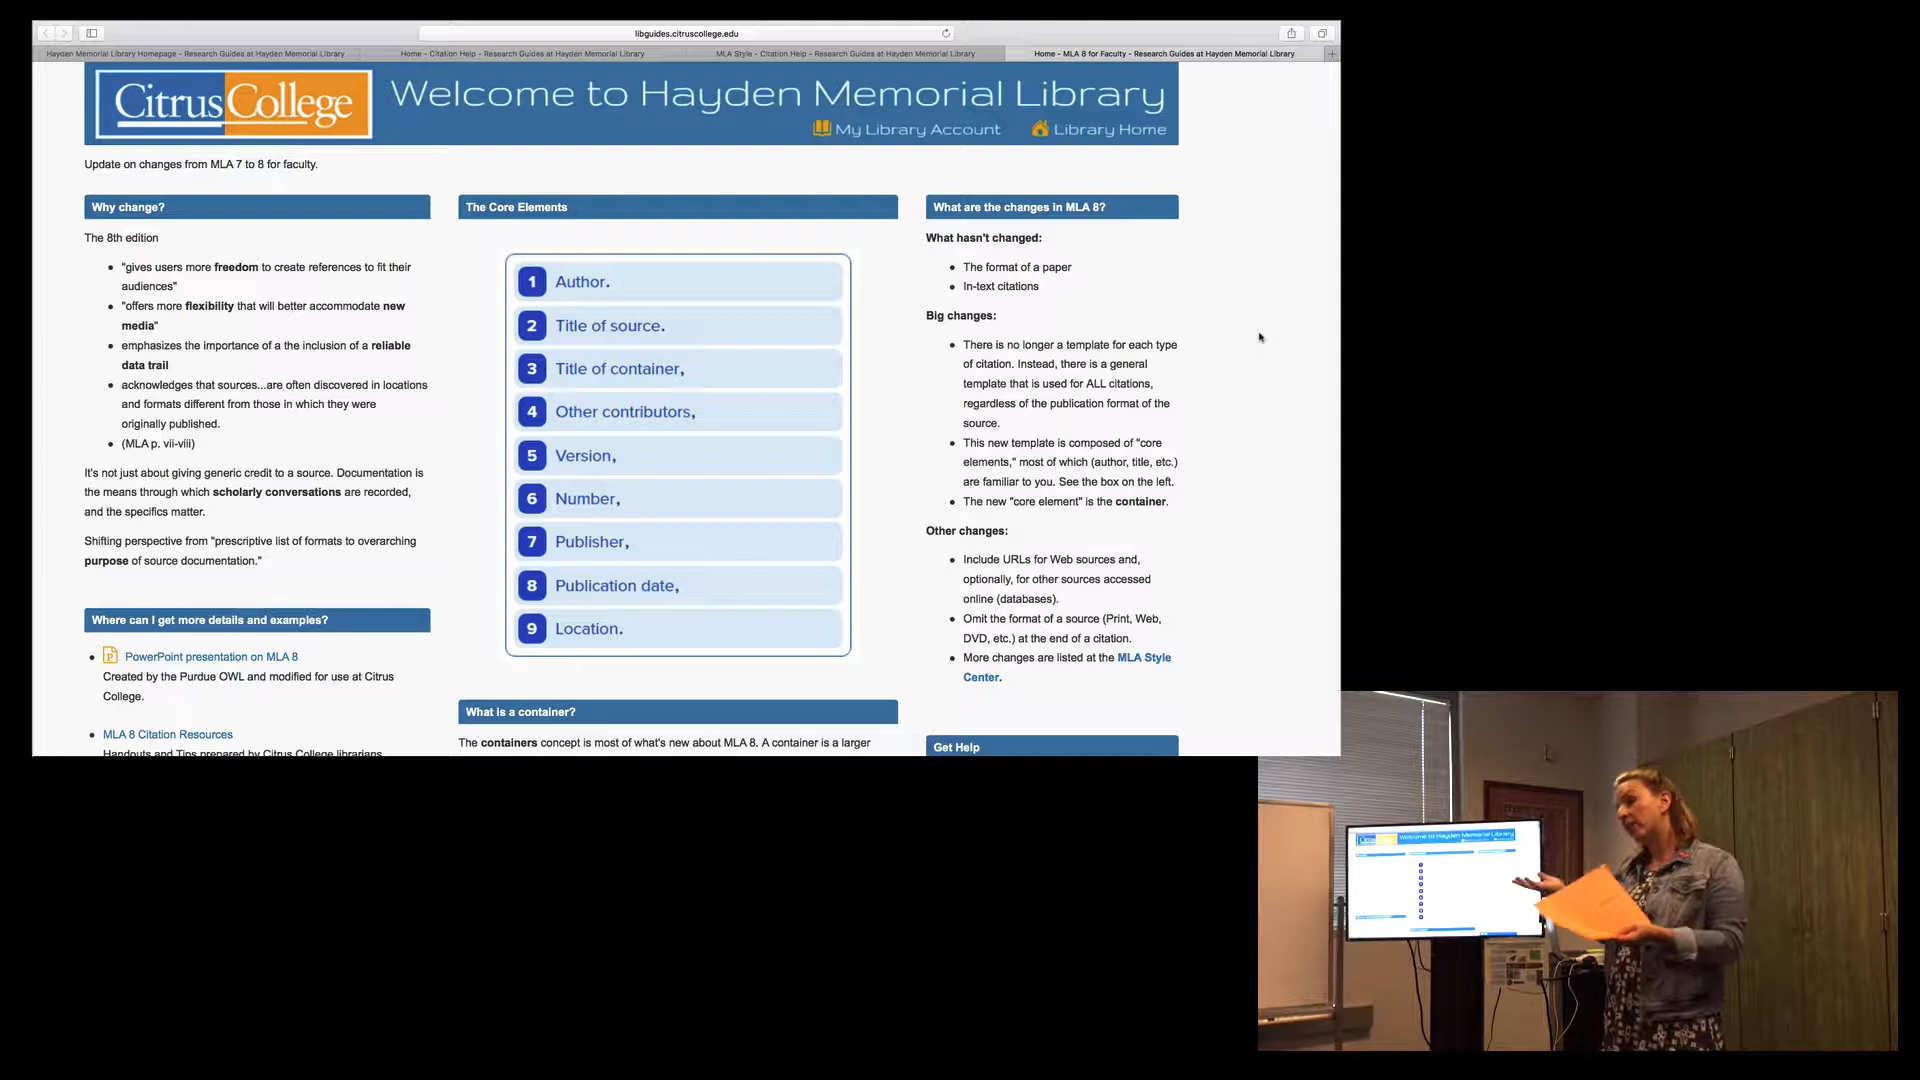 libguides.citruscollege.edu
Hayden Memorial Library Homepage - Research Guides at Hayden Memorial Library
Home - Citation Help - Research Guides at Hayden Memorial Library
MLA Style - Citation Help - Research Guides at Hayden Memorial Library
Home - MLA 8 for Faculty - Research Guides at Hayden Memorial Library
CitrusCollege
Welcome to Hayden Memorial Library
My Library Account
Library Home
Update on changes from MLA 7 to 8 for faculty.
Why change?
The 8th edition
"gives users more freedom to create references to fit their
audiences"
"offers more flexibility that will better accommodate new
media"
emphasizes the importance of a the inclusion of a reliable
data trail
acknowledges that sources...are often discovered in locations
and formats different from those in which they were
originally published.
(MLA p. vii-viii)
It's not just about giving generic credit to a source. Documentation is
the means through which scholarly conversations are recorded,
and the specifics matter.
Shifting perspective from "prescriptive list of formats to overarching
purpose of source documentation."
Where can I get more details and examples?
PowerPoint presentation on MLA 8
Created by the Purdue OWL and modified for use at Citrus
College.
MLA 8 Citation Resources
Handouts and Tips prepared by Citrus College librarians
The Core Elements
1 Author.
2 Title of source.
3 Title of container,
4 Other contributors,
5 Version,
6 Number,
7 Publisher,
8 Publication date,
9 Location.
What is a container?
The containers concept is most of what's new about MLA 8. A container is a larger
What are the changes in MLA 8?
What hasn't changed:
The format of a paper
In-text citations
Big changes:
There is no longer a template for each type
of citation. Instead, there is a general
template that is used for ALL citations,
regardless of the publication format of the
source.
This new template is composed of "core
elements," most of which (author, title, etc.)
are familiar to you. See the box on the left.
The new "core element" is the container.
Other changes:
Include URLs for Web sources and,
optionally, for other sources accessed
online (databases).
Omit the format of a source (Print, Web,
DVD, etc.) at the end of a citation.
More changes are listed at the MLA Style
Center.
Get Help
Citrus College
Welcome to Hayden Memorial Library